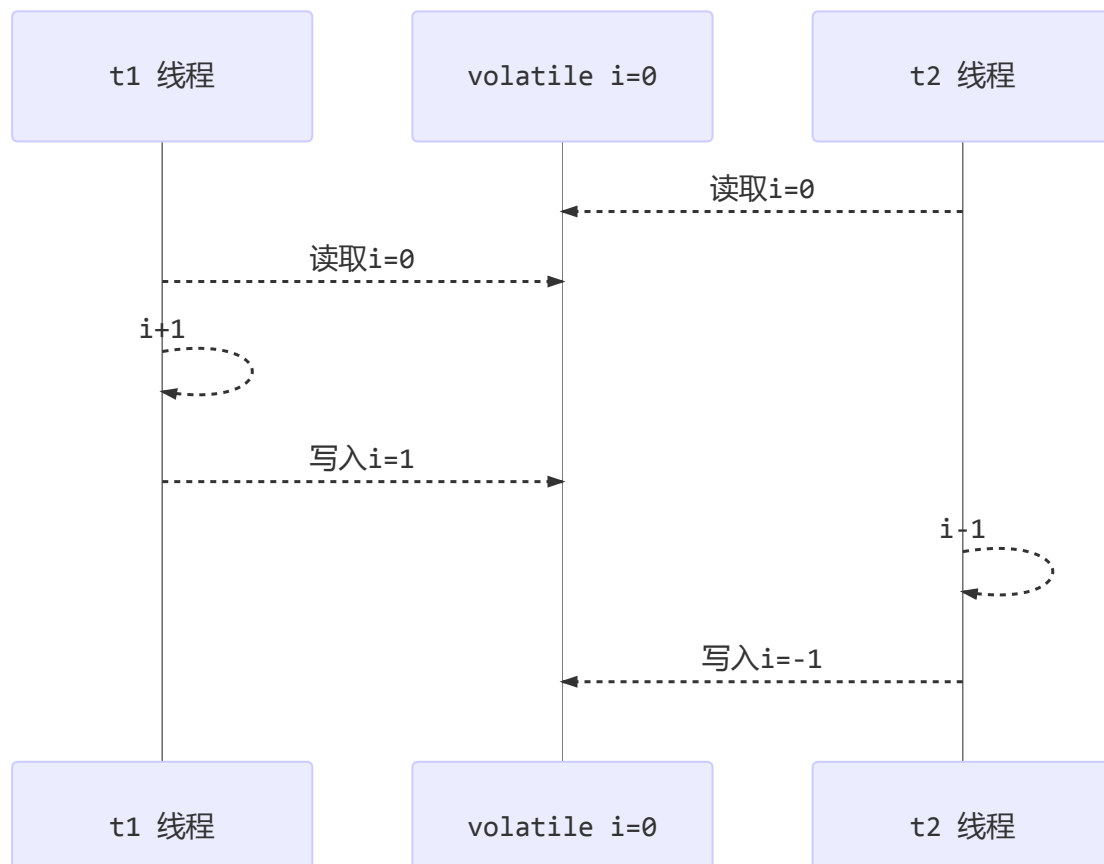 t1 线程
volatile i=0
t2 线程
读取i=0
读取i=0
i+1
写入i=1
i-1
写入i=-1
t1 线程
volatile i=0
t2 线程